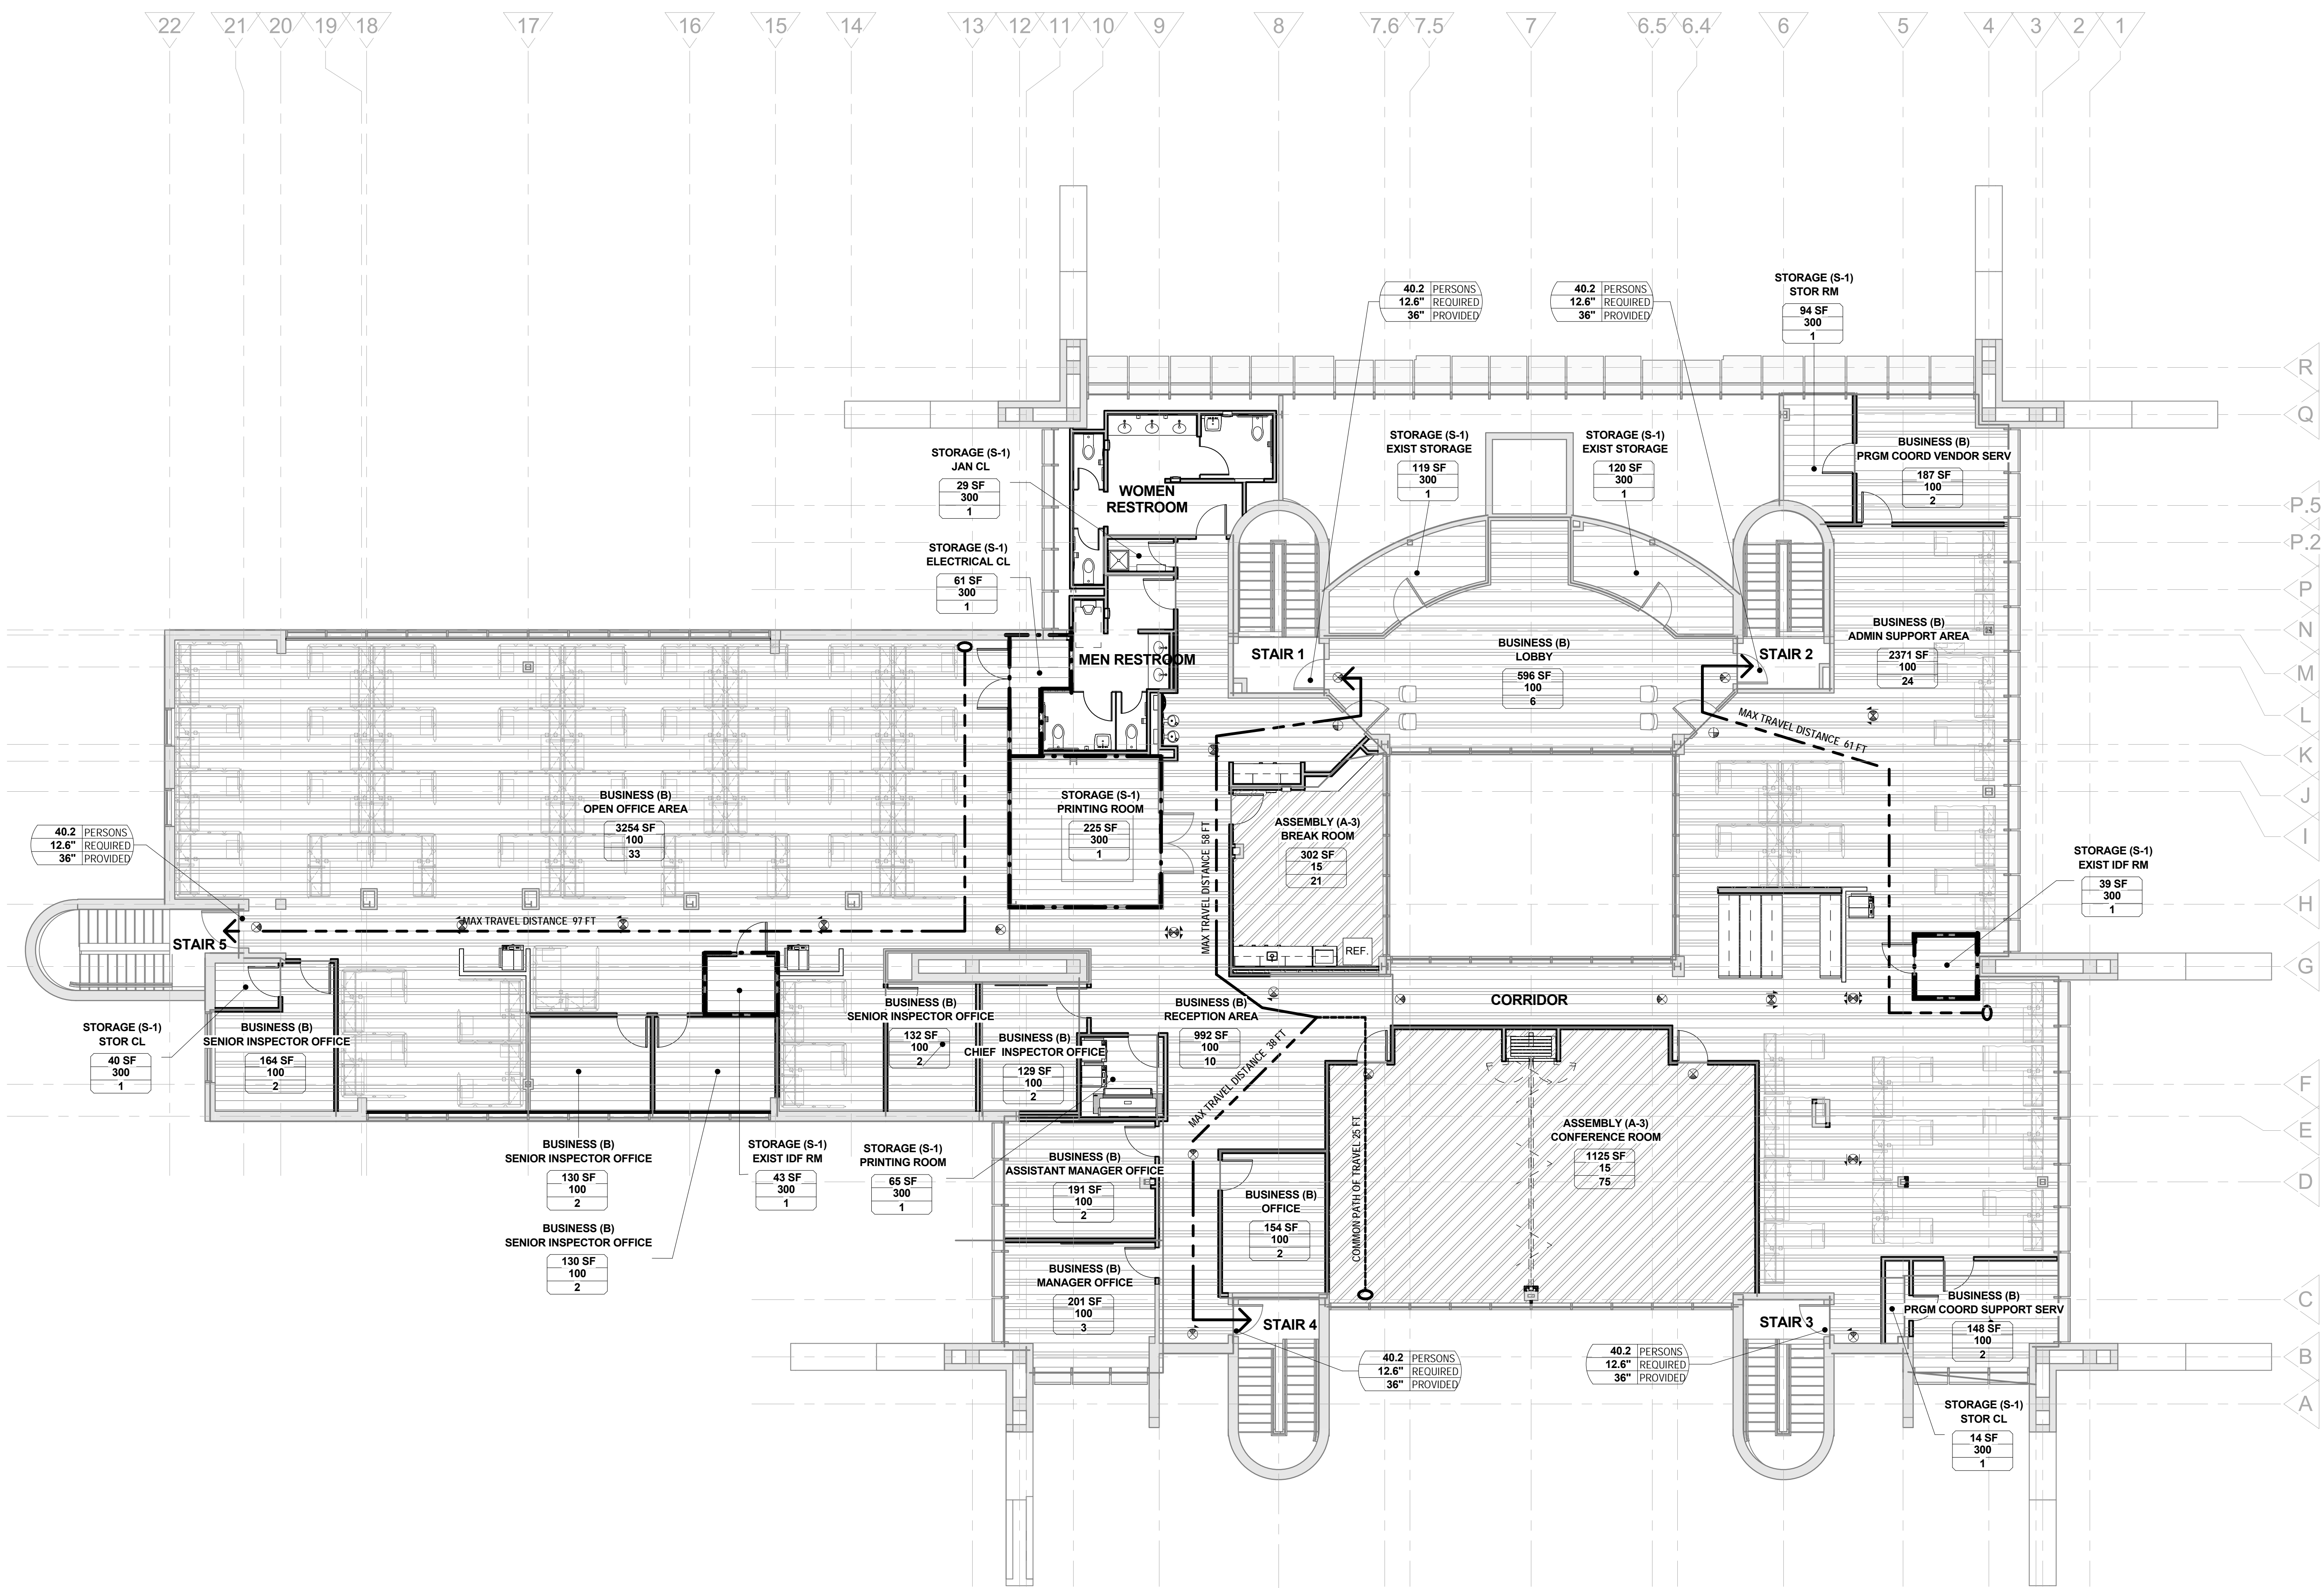 22
21
20
19
18
17
16
15
14
13
12
11
10
9
8
7.6
7.5
7
6.5
6.4
6
5
4
3
2
1
R
Q
P.5
P.2
P
N
M
L
K
J
I
H
G
F
E
D
C
B
A
40.2 PERSONS
12.6" REQUIRED
36" PROVIDED
40.2 PERSONS
12.6" REQUIRED
36" PROVIDED
STORAGE (S-1)
STOR RM
94 SF
300
1
STORAGE (S-1)
JAN CL
29 SF
300
1
WOMEN
RESTROOM
STORAGE (S-1)
EXIST STORAGE
119 SF
300
1
STORAGE (S-1)
EXIST STORAGE
120 SF
300
1
BUSINESS (B)
PRGM COORD VENDOR SERV
187 SF
100
2
STORAGE (S-1)
ELECTRICAL CL
61 SF
300
1
MEN RESTROOM
STAIR 1
BUSINESS (B)
LOBBY
596 SF
100
6
STAIR 2
BUSINESS (B)
ADMIN SUPPORT AREA
2371 SF
100
24
MAX TRAVEL DISTANCE 61 FT
BUSINESS (B)
OPEN OFFICE AREA
3254 SF
100
33
STORAGE (S-1)
PRINTING ROOM
225 SF
300
1
MAX TRAVEL DISTANCE 58 FT
ASSEMBLY (A-3)
BREAK ROOM
302 SF
15
21
REF.
40.2 PERSONS
12.6" REQUIRED
36" PROVIDED
STORAGE (S-1)
EXIST IDF RM
39 SF
300
1
MAX TRAVEL DISTANCE 97 FT
STAIR 5
CORRIDOR
STORAGE (S-1)
STOR CL
40 SF
300
1
BUSINESS (B)
SENIOR INSPECTOR OFFICE
164 SF
100
2
BUSINESS (B)
SENIOR INSPECTOR OFFICE
132 SF
100
2
BUSINESS (B)
CHIEF INSPECTOR OFFICE
129 SF
100
2
BUSINESS (B)
RECEPTION AREA
992 SF
100
10
MAX TRAVEL DISTANCE 38 FT
COMMON PATH OF TRAVEL 25 FT
ASSEMBLY (A-3)
CONFERENCE ROOM
1125 SF
15
75
BUSINESS (B)
SENIOR INSPECTOR OFFICE
130 SF
100
2
STORAGE (S-1)
EXIST IDF RM
43 SF
300
1
STORAGE (S-1)
PRINTING ROOM
65 SF
300
1
BUSINESS (B)
ASSISTANT MANAGER OFFICE
191 SF
100
2
BUSINESS (B)
OFFICE
154 SF
100
2
BUSINESS (B)
SENIOR INSPECTOR OFFICE
130 SF
100
2
BUSINESS (B)
MANAGER OFFICE
201 SF
100
3
STAIR 4
STAIR 3
BUSINESS (B)
PRGM COORD SUPPORT SERV
148 SF
100
2
40.2 PERSONS
12.6" REQUIRED
36" PROVIDED
40.2 PERSONS
12.6" REQUIRED
36" PROVIDED
STORAGE (S-1)
STOR CL
14 SF
300
1